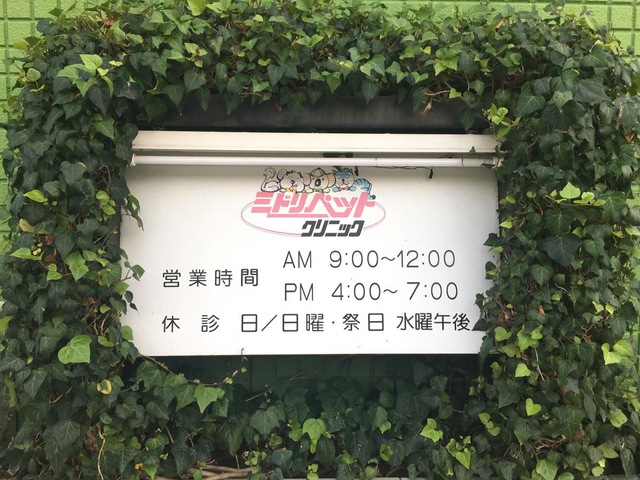 ミドリペット
クリニック
営業時間 AM 9:00〜12:00
PM 4:00〜7:00
休診 日/日曜・祭日 水曜午後